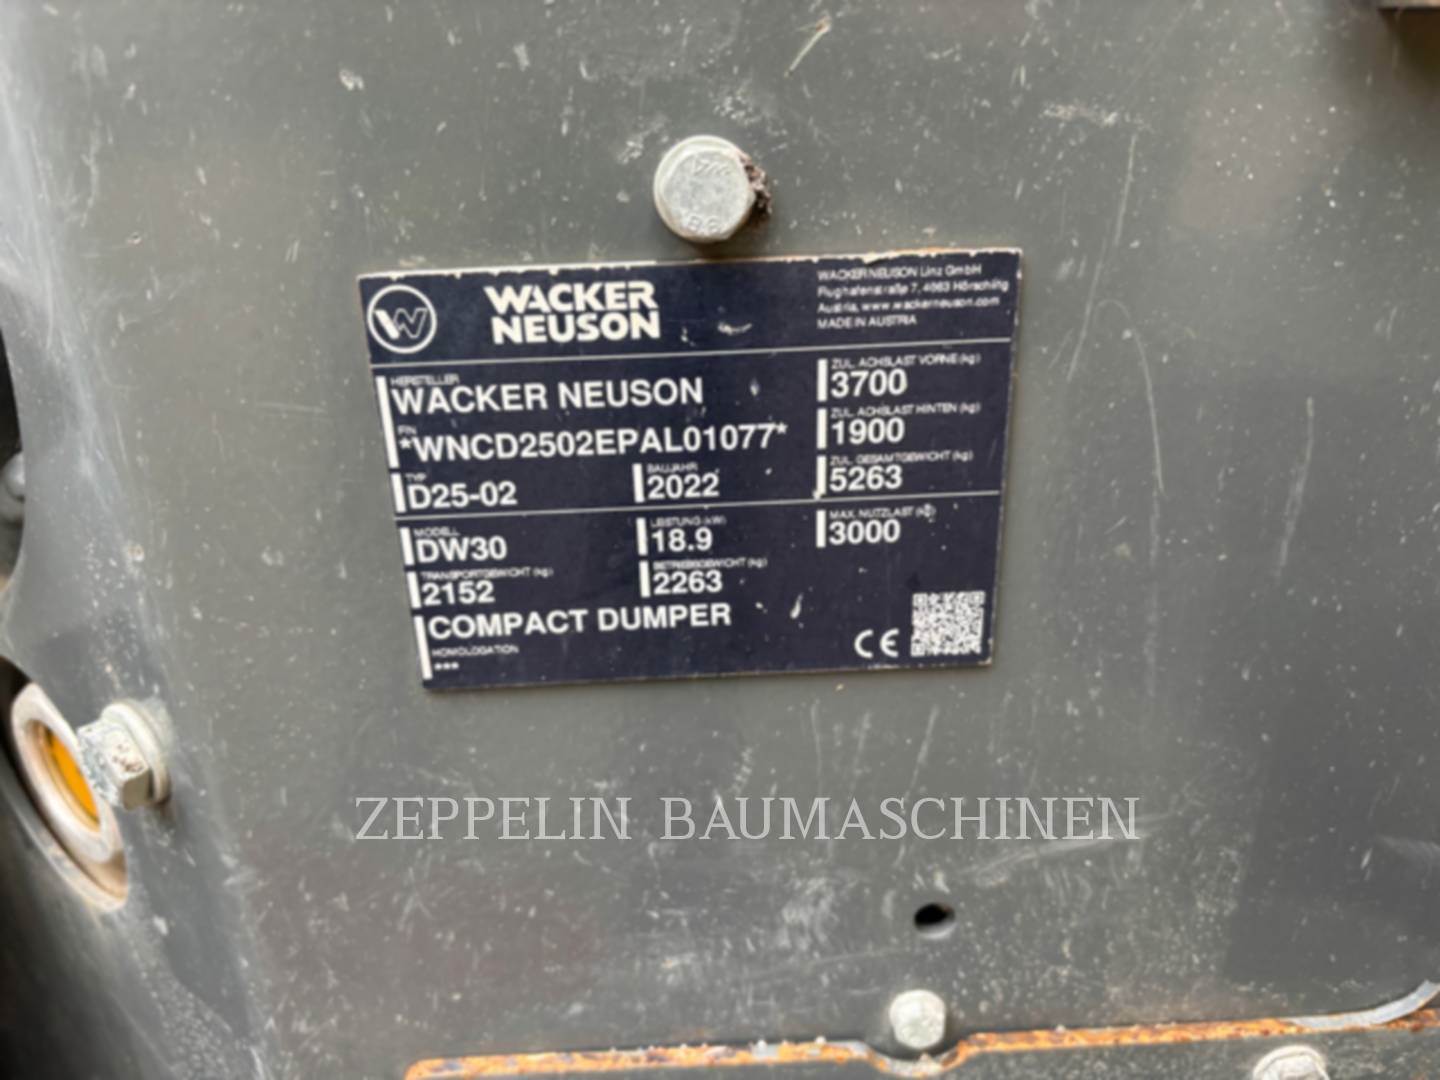 WACKER
NEUSON
WACKER NEUSON Linz GmbH
Flughafenstraße 7, 4063 Hörsching
Austria, www.wackerneuson.com
MADE IN AUSTRIA
HERSTELLER
WACKER NEUSON
FIN
*WNCD2502EPAL01077*
TYP
D25-02
BAUJAHR
2022
MODELL
DW30
LEISTUNG (kW)
18.9
TRANSPORTGEWICHT (kg)
2152
BETRIEBSGEWICHT (kg)
2263
COMPACT DUMPER
HOMOLOGATION
***
ZUL. ACHSLAST VORNE (kg)
3700
ZUL. ACHSLAST HINTEN (kg)
1900
ZUL. GESAMTGEWICHT (kg)
5263
MAX. NUTZLAST (kg)
3000
CE
ZEPPELIN BAUMASCHINEN